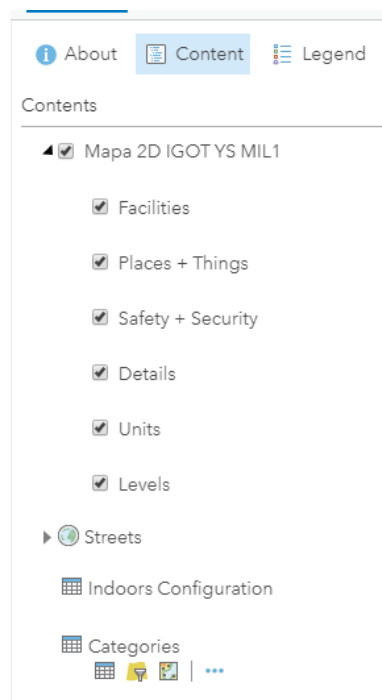 About Content Legend
Contents
Mapa 2D IGOT YS MIL1
Facilities
Places + Things
Safety + Security
Details
Units
Levels
Streets
Indoors Configuration
Categories